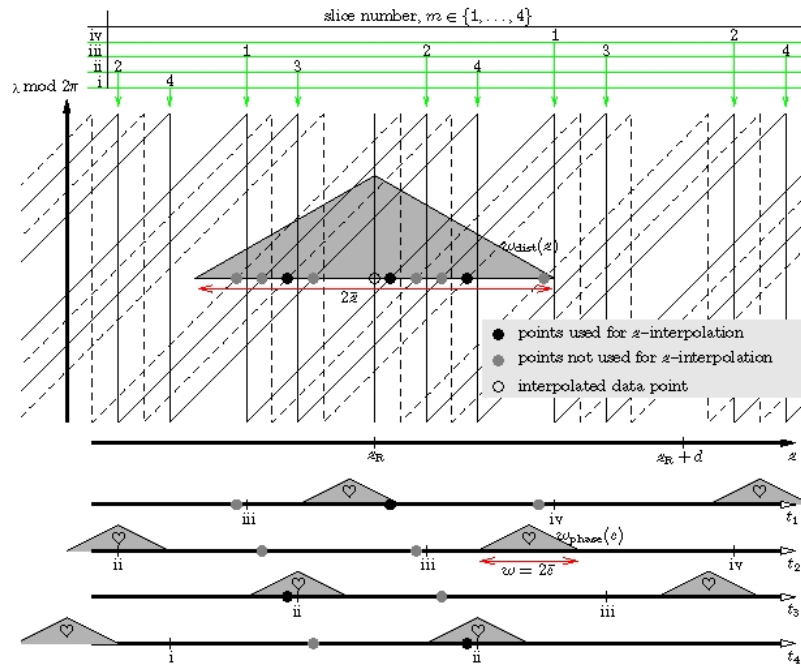 slice number, m ∈ {1, . . . , 4}
iv 1 2
iii 1 2 3 4
ii 2 3 4
i 4
λ mod 2π
w_dist(z)
2z̄
points used for z–interpolation
points not used for z–interpolation
interpolated data point
z_R z_R + d z
iii iv t_1
w_phase(c)
ii iii iv t_2
w = 2c̄
ii iii t_3
i ii t_4